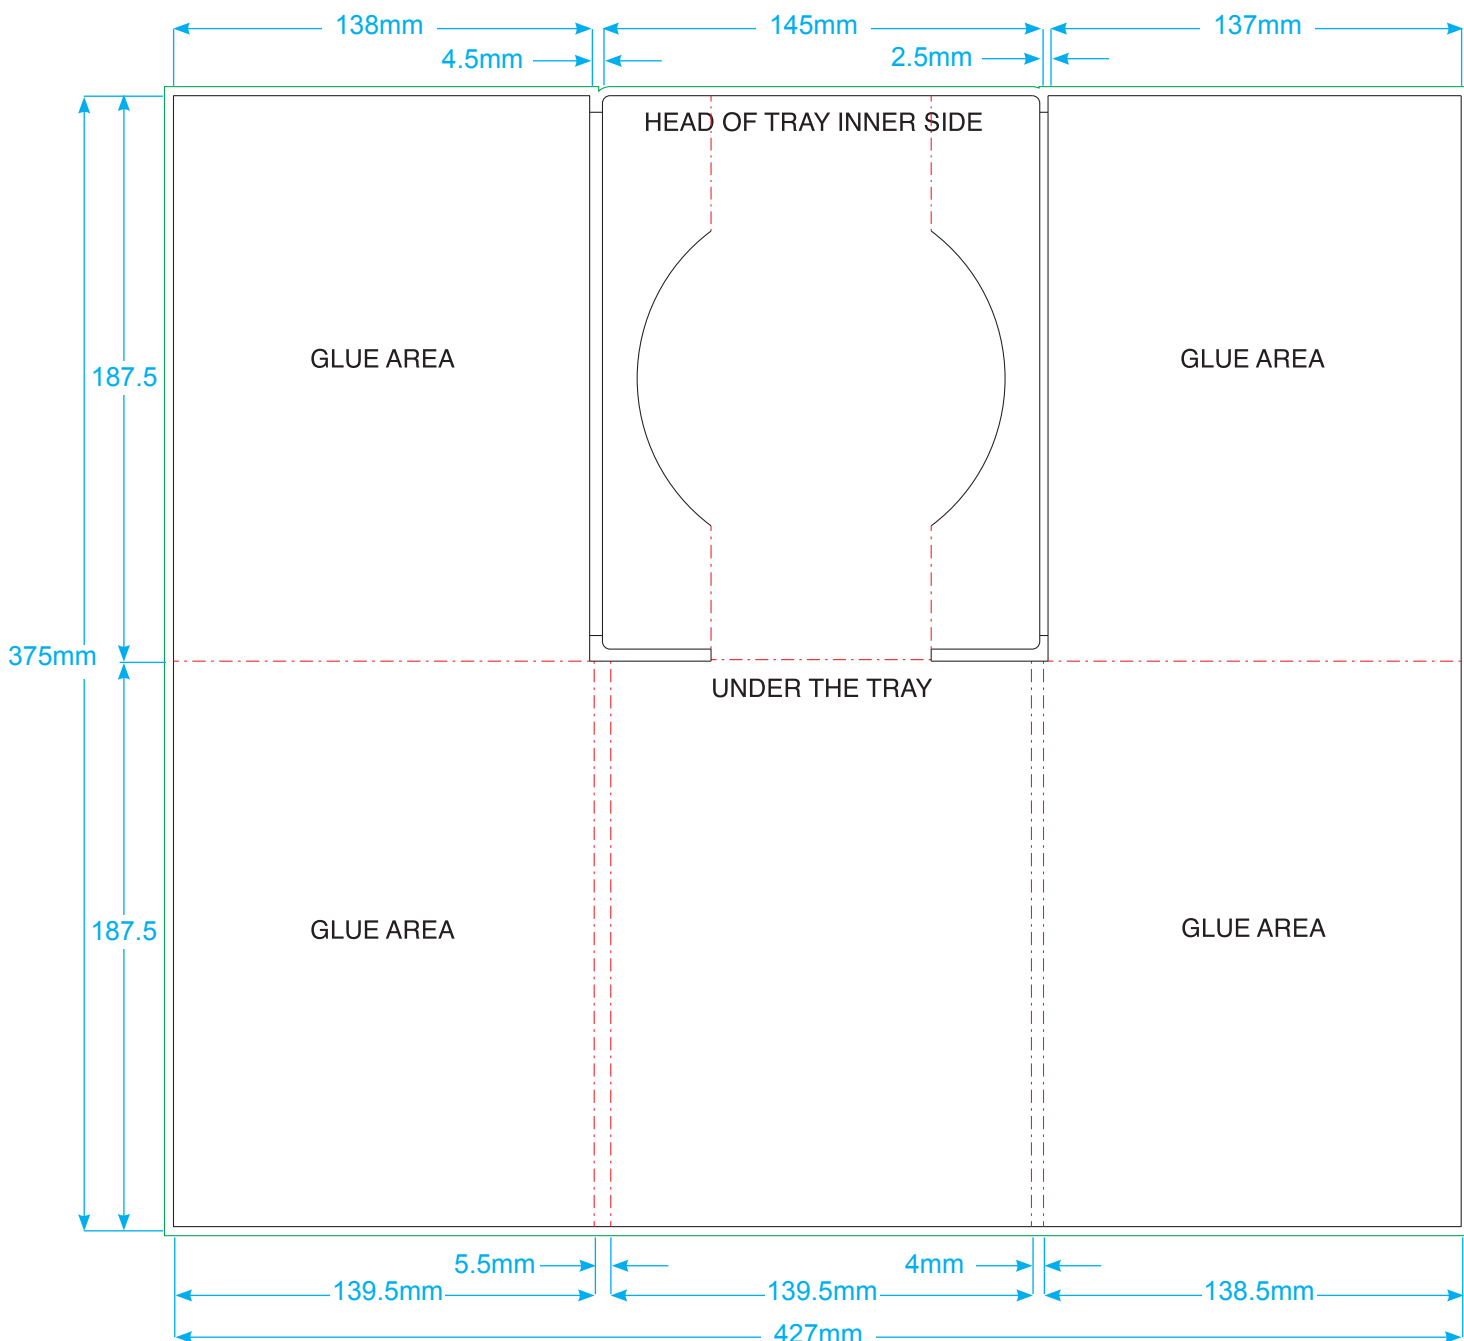 138mm
145mm
137mm
4.5mm
2.5mm
HEAD OF TRAY INNER SIDE
GLUE AREA
GLUE AREA
187.5
375mm
UNDER THE TRAY
GLUE AREA
GLUE AREA
187.5
5.5mm
4mm
139.5mm
139.5mm
138.5mm
427mm